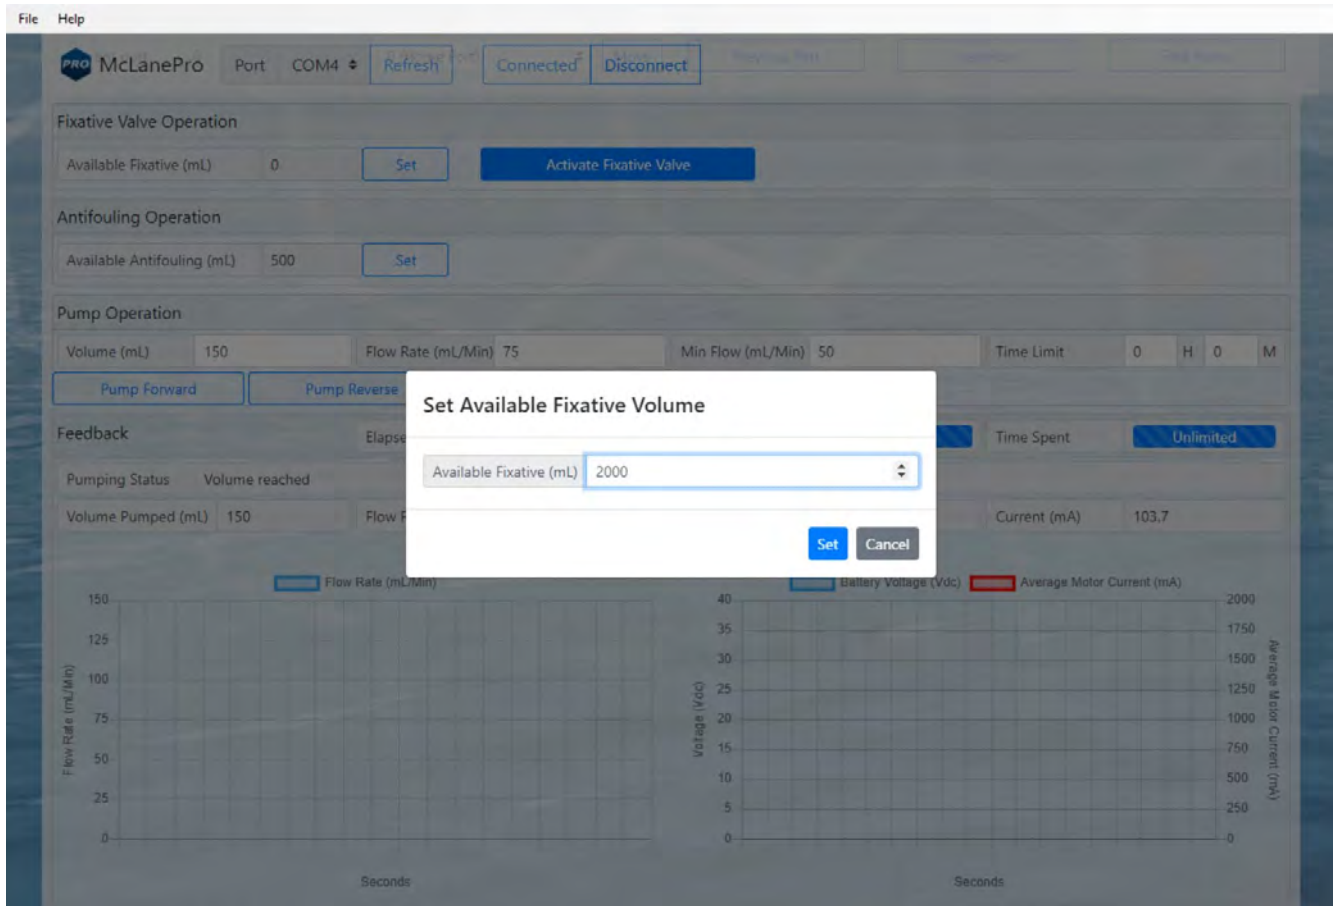 File Help
PRO McLanePro Port COM4 Refresh Connected Disconnect
Fixative Valve Operation
Available Fixative (mL) 0 Set Activate Fixative Valve
Antifouling Operation
Available Antifouling (mL) 500 Set
Pump Operation
Volume (mL) 150 Flow Rate (mL/Min) 75 Min Flow (mL/Min) 50 Time Limit 0 H 0 M
Pump Forward Pump Reverse
Set Available Fixative Volume
Feedback Elapse Time Spent Unlimited
Available Fixative (mL) 2000
Pumping Status Volume reached
Volume Pumped (mL) 150 Flow Current (mA) 103.7
Set Cancel
Flow Rate (mL/Min) Battery Voltage (Vdc) Average Motor Current (mA)
150 40 2000
125 35 1750
30 1500
100 25 1250
75 20 1000
50 15 750
10 500
25 5 250
0 0 0
Flow Rate (mL/Min)
Voltage (Vdc)
Average Motor Current (mA)
Seconds Seconds